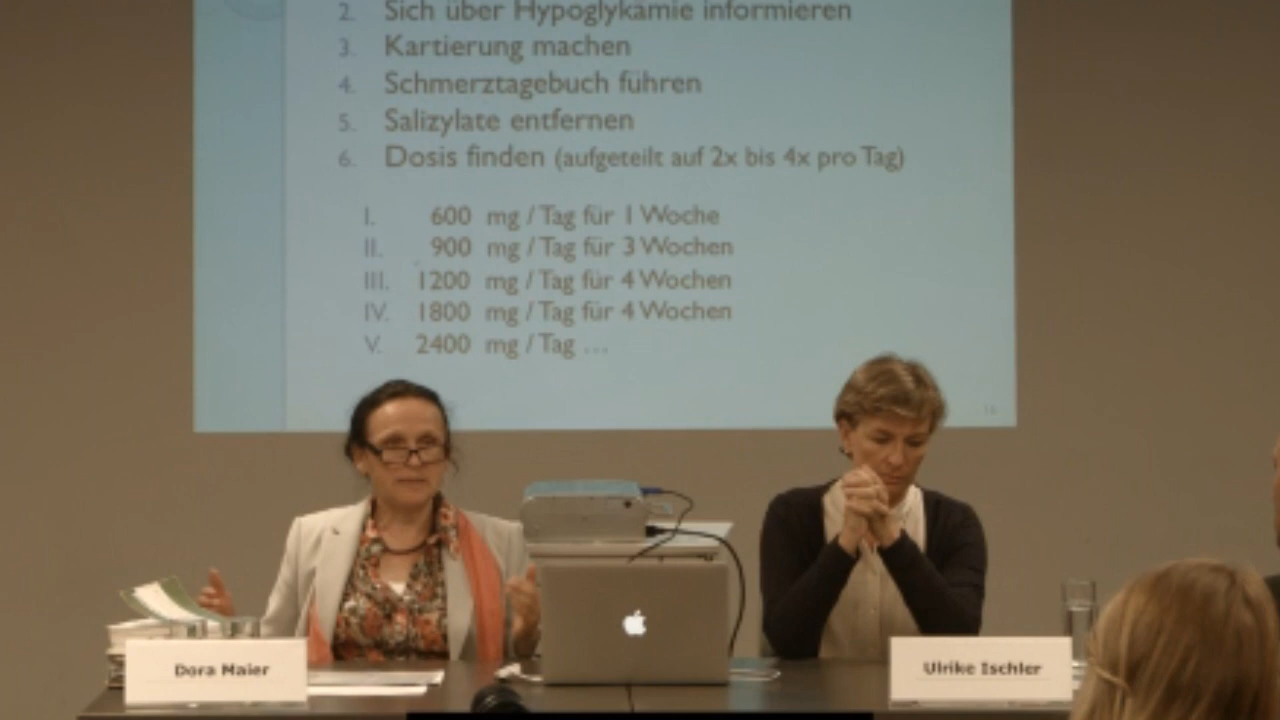 2. Sich über Hypoglykämie informieren
3. Kartierung machen
4. Schmerztagebuch führen
5. Salizylate entfernen
6. Dosis finden (aufgeteilt auf 2x bis 4x pro Tag)
I. 600 mg / Tag für 1 Woche
II. 900 mg / Tag für 3 Wochen
III. 1200 mg / Tag für 4 Wochen
IV. 1800 mg / Tag für 4 Wochen
V. 2400 mg / Tag ...
Dora Maier
Ulrike Ischler